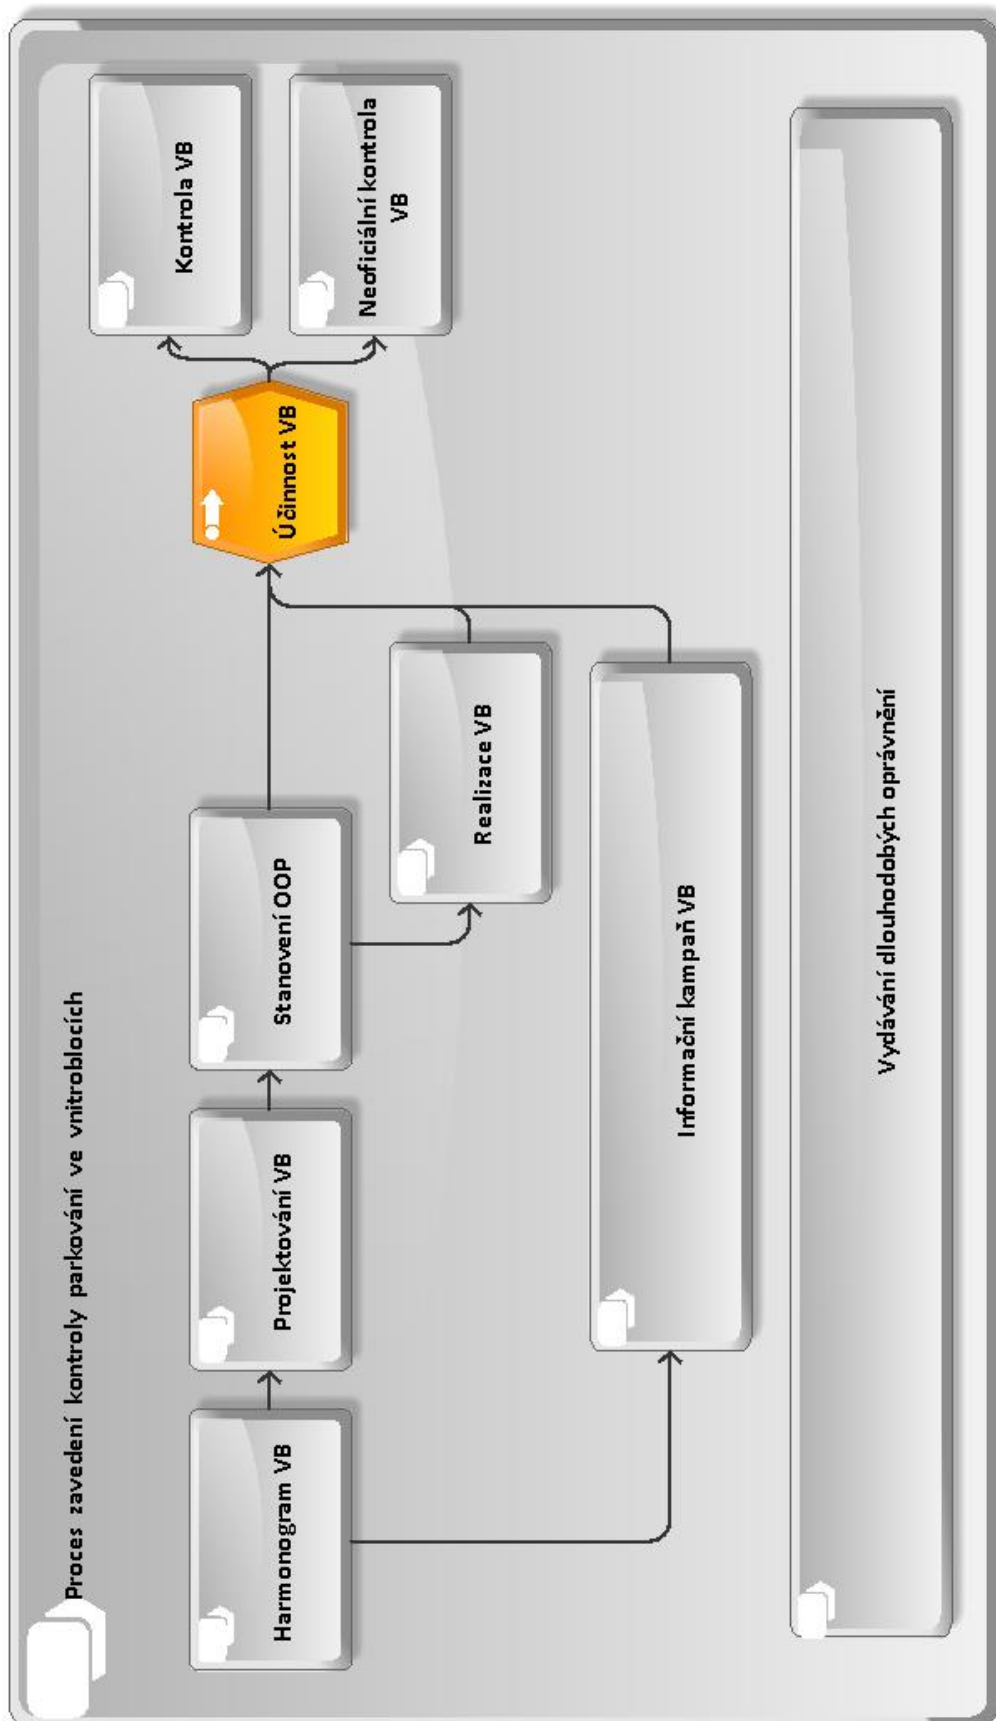 Proces zavedení kontroly parkování ve vnitroblocích
Harmonogram VB
Projektování VB
Stanovení OOP
Účinnost VB
Kontrola VB
Neoficiální kontrola
VB
Realizace VB
Informační kampaň VB
Vydávání dlouhodobých oprávnění